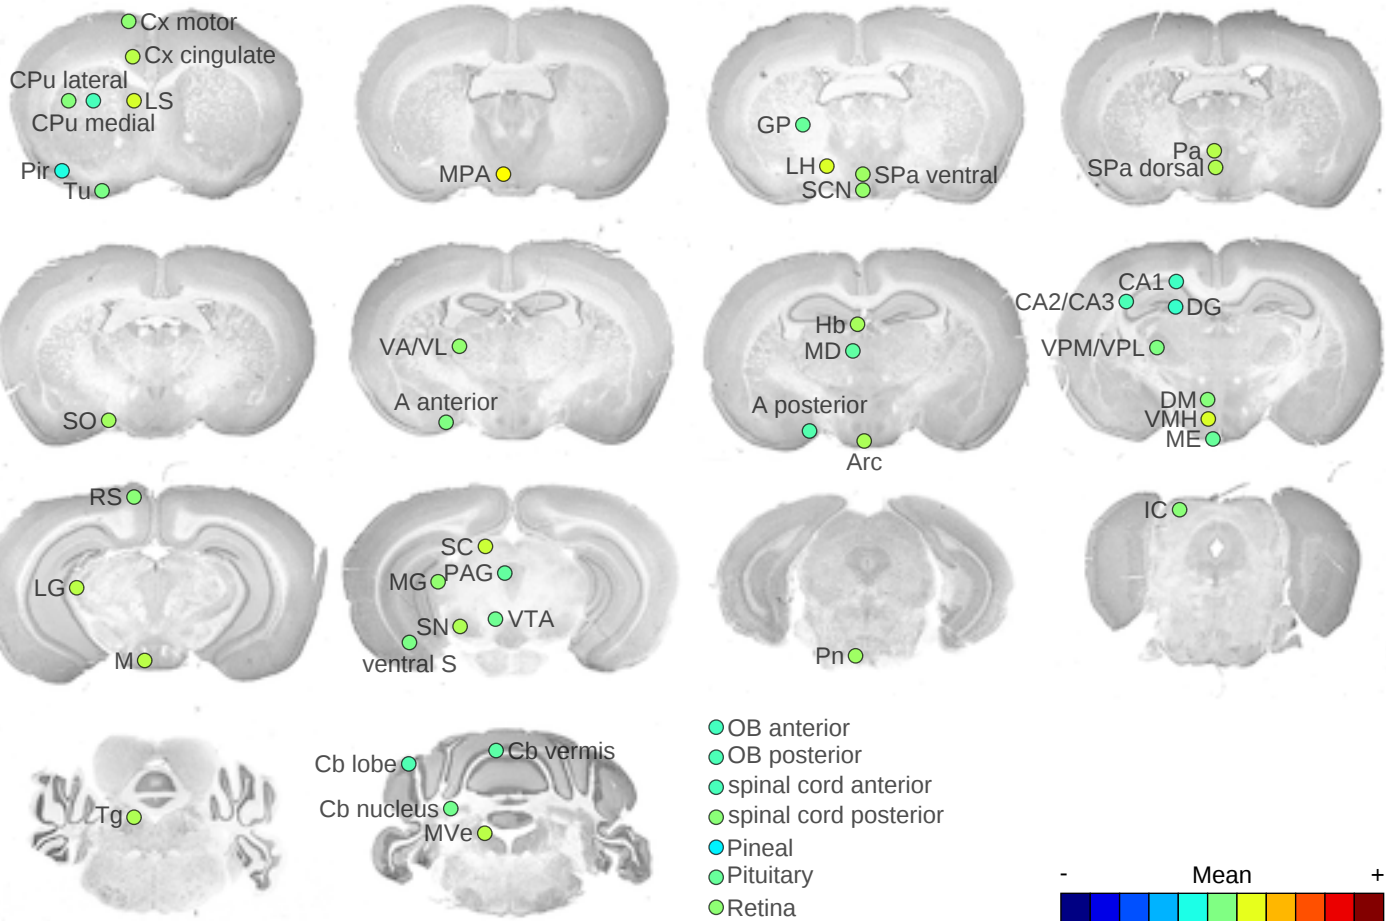 Cx motor
Cx cingulate
CPu lateral
LS
CPu medial
Pir
Tu
MPA
GP
LH
SPa ventral
SCN
Pa
SPa dorsal
SO
VA/VL
A anterior
Hb
MD
A posterior
Arc
CA1
CA2/CA3
DG
VPM/VPL
DM
VMH
ME
RS
LG
M
SC
MG
PAG
SN
VTA
ventral S
Pn
IC
Tg
Cb lobe
Cb vermis
Cb nucleus
MVe
OB anterior
OB posterior
spinal cord anterior
spinal cord posterior
Pineal
Pituitary
Retina
- Mean +